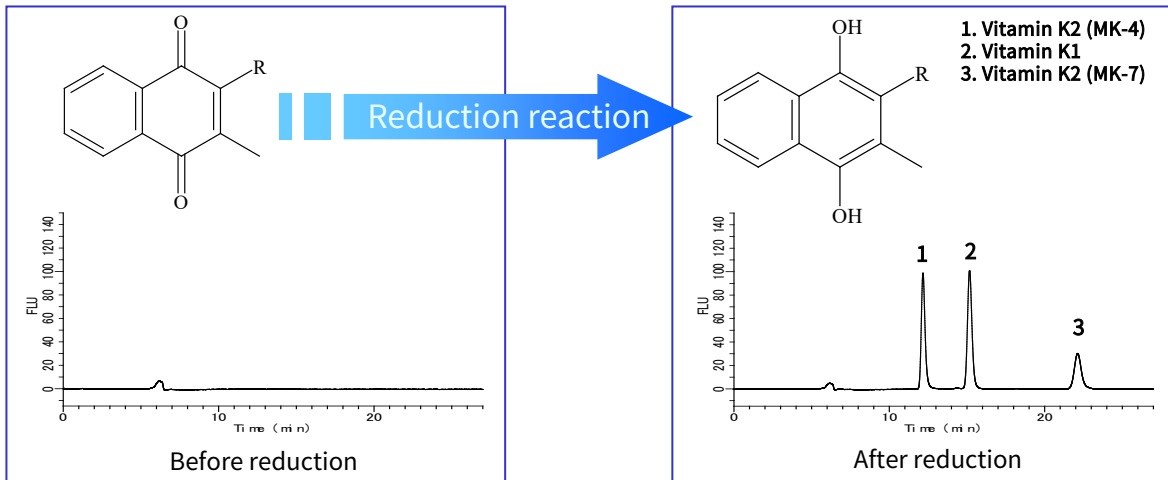 O
R
O
Reduction reaction
OH
R
OH
1. Vitamin K2 (MK-4)
2. Vitamin K1
3. Vitamin K2 (MK-7)
FLU
140
120
100
80
60
40
20
0
0
10
20
Time (min)
Before reduction
FLU
140
120
100
80
60
40
20
0
1
2
3
0
10
20
Time (min)
After reduction